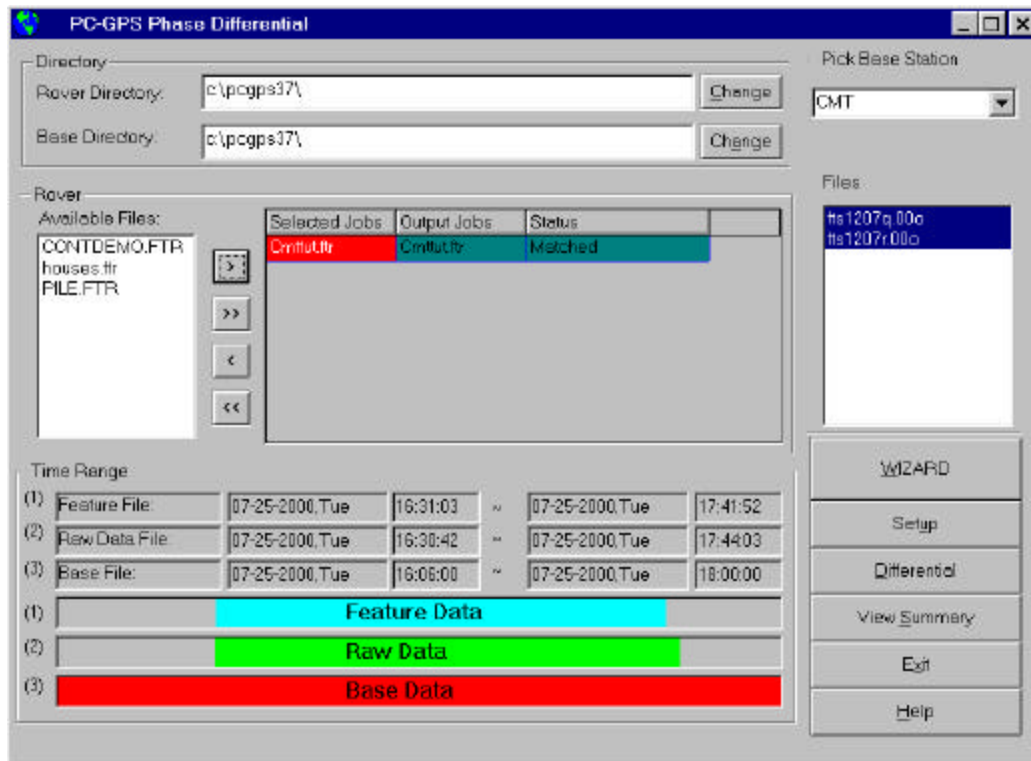 PC-GPS Phase Differential
Directory
Rover Directory: c:\pcgps37\ Change
Base Directory: c:\pcgps37\ Change
Pick Base Station
CMT
Rover
Available Files:
CONTDEMO.FTR
houses.ftr
PILE.FTR
>
>>
<
<<
Selected Jobs Output Jobs Status
Cmttut.ftr Cmttut.ftr Matched
Files
fts1207q.00o
fts1207r.00o
Time Range
(1) Feature File: 07-25-2000,Tue 16:31:03 ~ 07-25-2000,Tue 17:41:52
(2) Raw Data File: 07-25-2000,Tue 16:30:42 ~ 07-25-2000,Tue 17:44:03
(3) Base File: 07-25-2000,Tue 16:06:00 ~ 07-25-2000,Tue 18:00:00
(1) Feature Data
(2) Raw Data
(3) Base Data
WIZARD
Setup
Differential
View Summary
Exit
Help